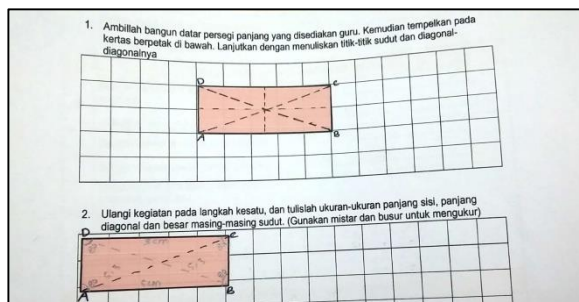 1. Ambillah bangun datar persegi panjang yang disediakan guru. Kemudian tempelkan pada
kertas berpetak di bawah. Lanjutkan dengan menuliskan titik-titik sudut dan diagonal-
diagonalnya
D C
A B
2. Ulangi kegiatan pada langkah kesatu, dan tulislah ukuran-ukuran panjang sisi, panjang
diagonal dan besar masing-masing sudut. (Gunakan mistar dan busur untuk mengukur)
D C
A B